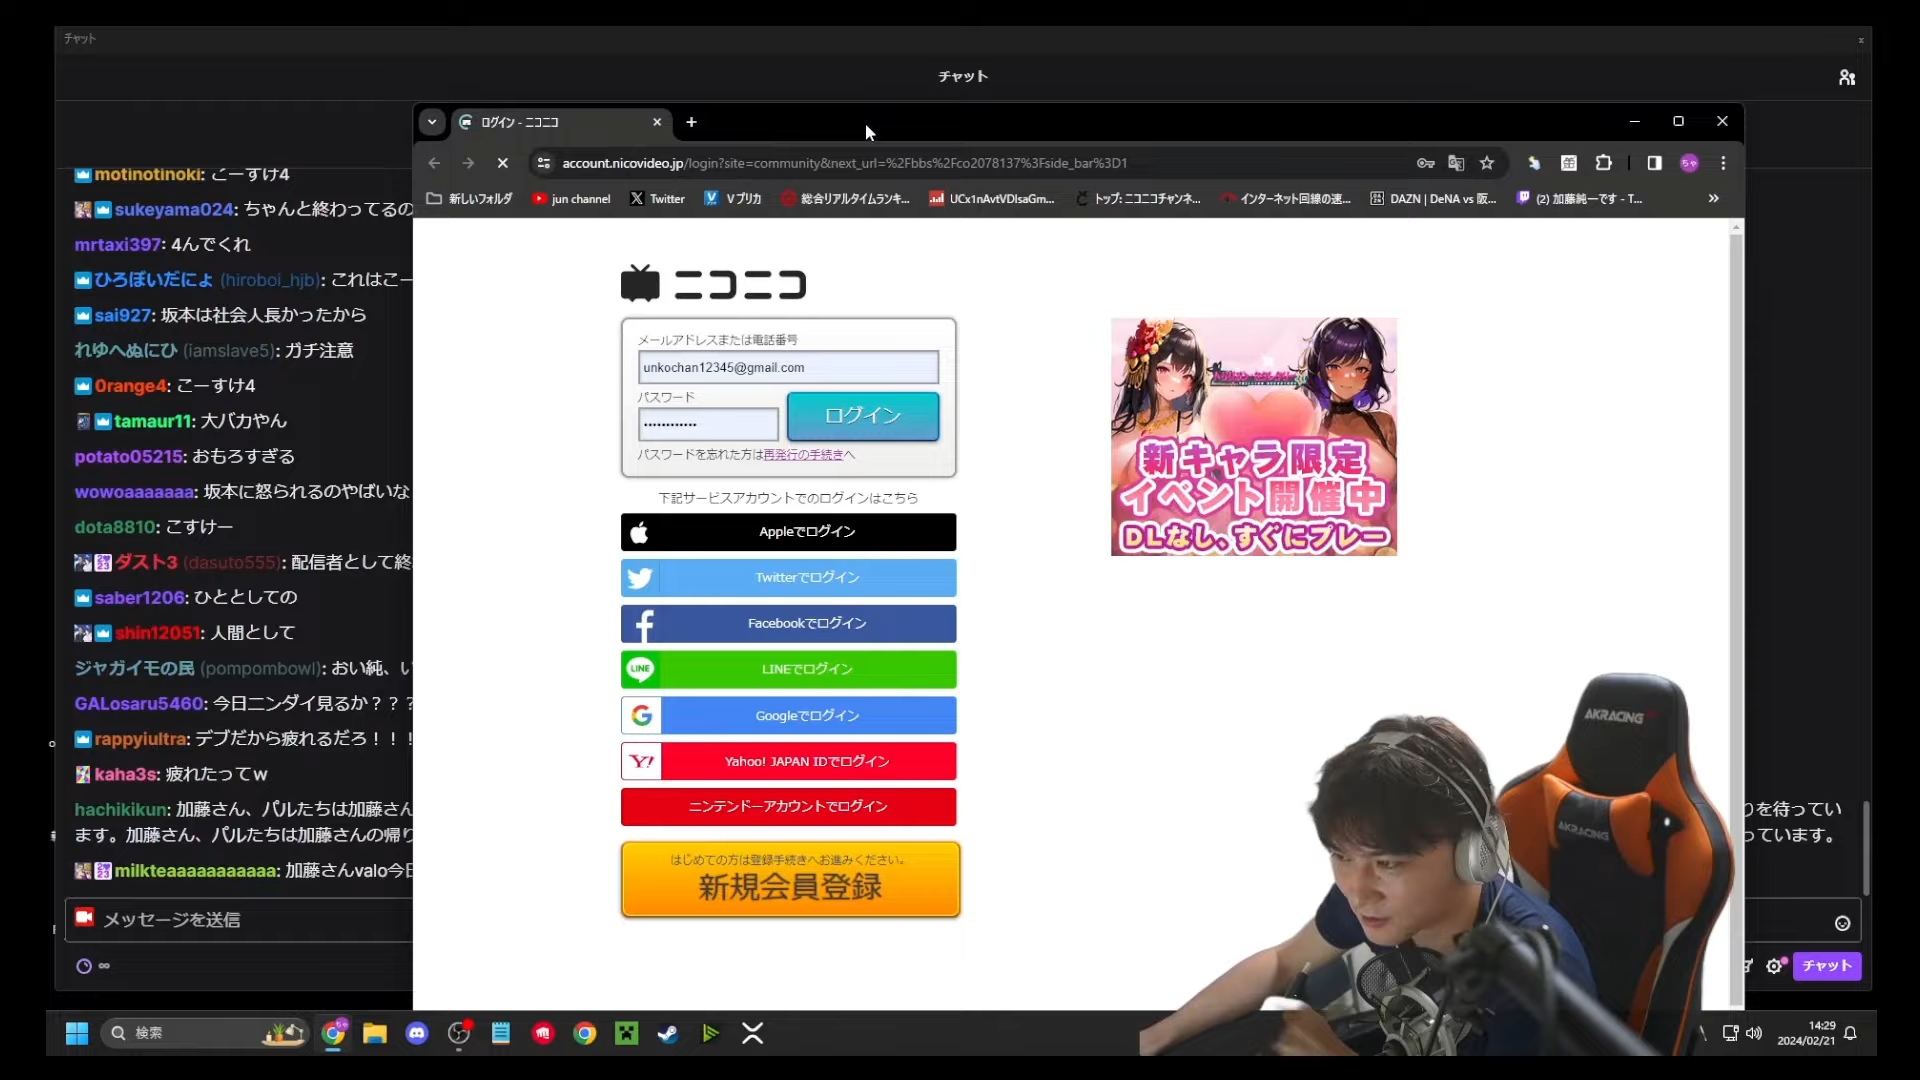 チャット
チャット
motinotinoki: こーすけ4
sukeyama024: ちゃんと終わってるの
mrtaxi397: 4んでくれ
ひろぼいだにょ (hiroboi_hjb): これはこー
sai927: 坂本は社会人長かったから
れゆへぬにひ (iamslave5): ガチ注意
0range4: こーすけ4
tamaur11: 大バカやん
potato05215: おもろすぎる
wowoaaaaaaa: 坂本に怒られるのやばいな
dota8810: こすけー
ダスト3 (dasuto555): 配信者として終
saber1206: ひととしての
shin12051: 人間として
ジャガイモの民 (pompombowl): おい純、い
GALosaru5460: 今日ニンダイ見るか？？？
rappyiultra: デブだから疲れるだろ！！！
kaha3s: 疲れたってw
hachikikun: 加藤さん、パルたちは加藤さん
ます。加藤さん、パルたちは加藤さんの帰り
milkteaaaaaaaaaaa: 加藤さんvalo今日
メッセージを送信
∞
ログイン - ニコニコ
account.nicovideo.jp/login?site=community&next_url=%2Fbbs%2Fco2078137%3Fside_bar%3D1
新しいフォルダ
jun channel
Twitter
Vプリカ
総合リアルタイムランキ...
UCx1nAvtVDIsaGm...
トップ: ニコニコチャンネ...
インターネット回線の速...
DAZN | DeNA vs 阪...
(2) 加藤純一です - T...
ニコニコ
メールアドレスまたは電話番号
unkochan12345@gmail.com
パスワード
ログイン
パスワードを忘れた方は再発行の手続きへ
下記サービスアカウントでのログインはこちら
Appleでログイン
Twitterでログイン
Facebookでログイン
LINE
LINEでログイン
Googleでログイン
Yahoo! JAPAN IDでログイン
ニンテンドーアカウントでログイン
はじめての方は登録手続きへお進みください。
新規会員登録
新キャラ限定
イベント開催中
DLなし、すぐにプレー
AKRACING
AKRACING
りを待ってい
っています。
チャット
検索
14:29
2024/02/21